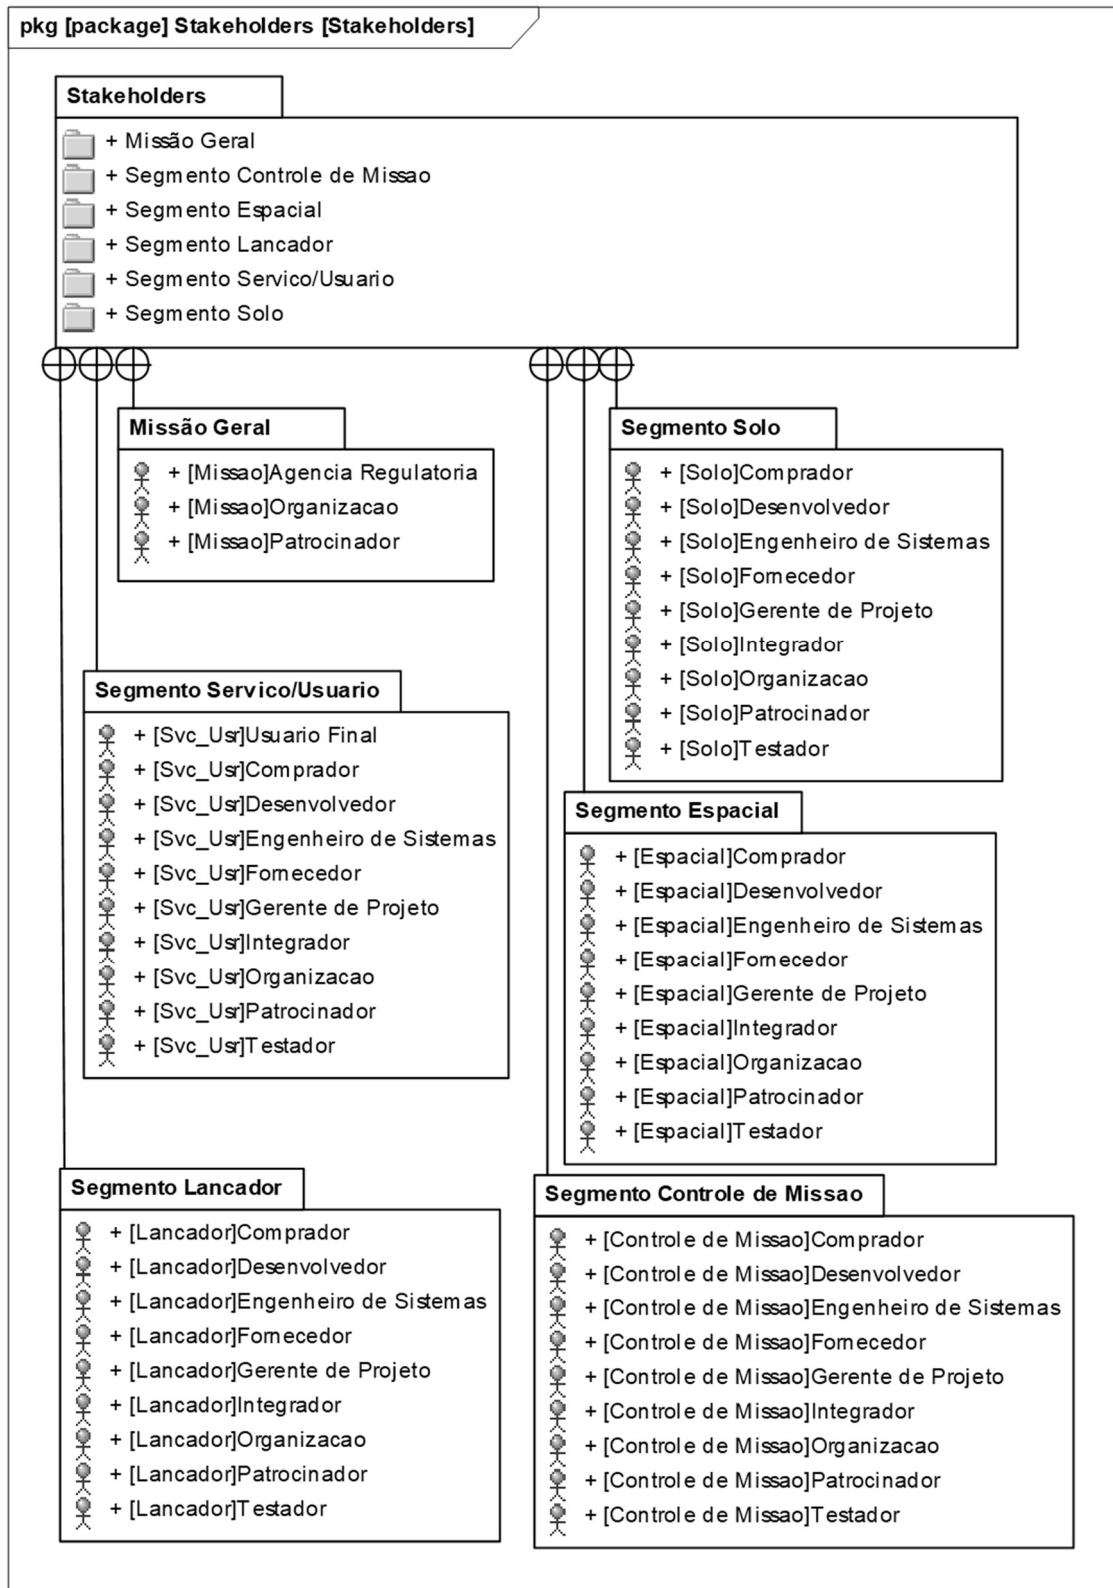 pkg [package] Stakeholders [Stakeholders]
Stakeholders
+ Missão Geral
+ Segmento Controle de Missao
+ Segmento Espacial
+ Segmento Lancador
+ Segmento Servico/Usuario
+ Segmento Solo
Missão Geral
+ [Missao]Agencia Regulatoria
+ [Missao]Organizacao
+ [Missao]Patrocinador
Segmento Solo
+ [Solo]Comprador
+ [Solo]Desenvolvedor
+ [Solo]Engenheiro de Sistemas
+ [Solo]Fornecedor
+ [Solo]Gerente de Projeto
+ [Solo]Integrador
+ [Solo]Organizacao
+ [Solo]Patrocinador
+ [Solo]Testador
Segmento Servico/Usuario
+ [Svc_Usr]Usuario Final
+ [Svc_Usr]Comprador
+ [Svc_Usr]Desenvolvedor
+ [Svc_Usr]Engenheiro de Sistemas
+ [Svc_Usr]Fornecedor
+ [Svc_Usr]Gerente de Projeto
+ [Svc_Usr]Integrador
+ [Svc_Usr]Organizacao
+ [Svc_Usr]Patrocinador
+ [Svc_Usr]Testador
Segmento Espacial
+ [Espacial]Comprador
+ [Espacial]Desenvolvedor
+ [Espacial]Engenheiro de Sistemas
+ [Espacial]Fornecedor
+ [Espacial]Gerente de Projeto
+ [Espacial]Integrador
+ [Espacial]Organizacao
+ [Espacial]Patrocinador
+ [Espacial]Testador
Segmento Lancador
+ [Lancador]Comprador
+ [Lancador]Desenvolvedor
+ [Lancador]Engenheiro de Sistemas
+ [Lancador]Fornecedor
+ [Lancador]Gerente de Projeto
+ [Lancador]Integrador
+ [Lancador]Organizacao
+ [Lancador]Patrocinador
+ [Lancador]Testador
Segmento Controle de Missao
+ [Controle de Missao]Comprador
+ [Controle de Missao]Desenvolvedor
+ [Controle de Missao]Engenheiro de Sistemas
+ [Controle de Missao]Fornecedor
+ [Controle de Missao]Gerente de Projeto
+ [Controle de Missao]Integrador
+ [Controle de Missao]Organizacao
+ [Controle de Missao]Patrocinador
+ [Controle de Missao]Testador